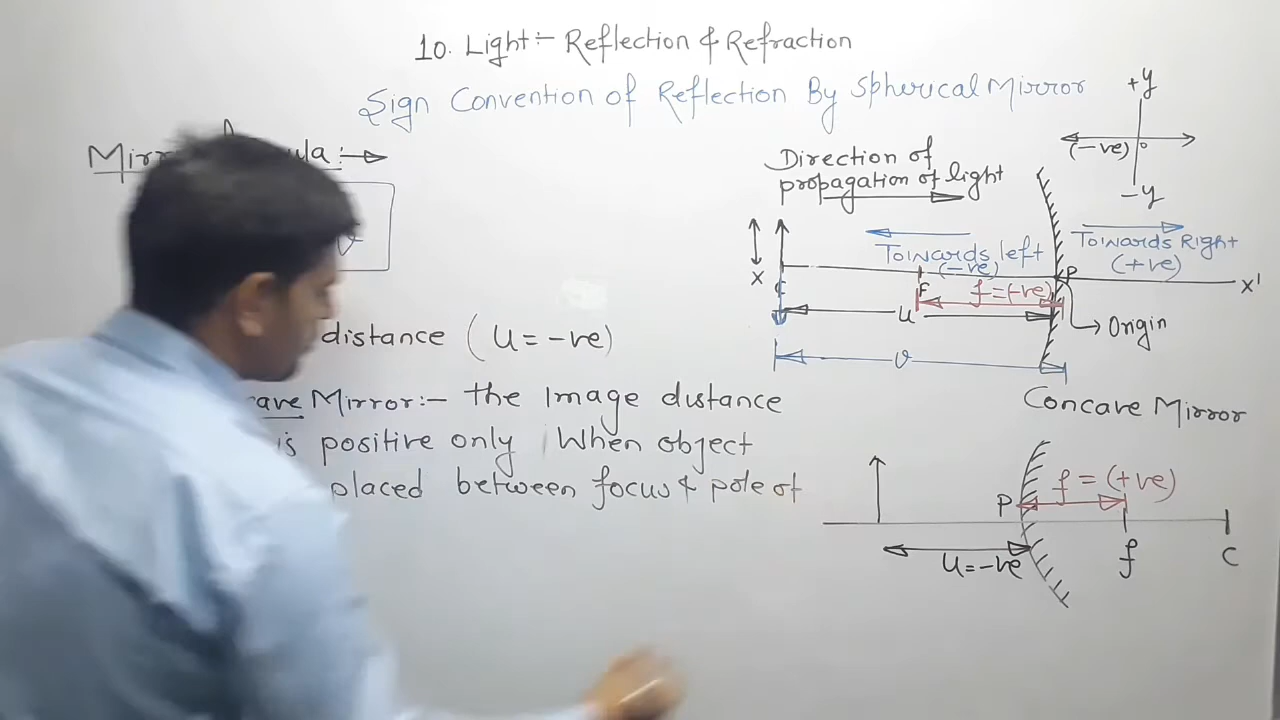 10. Light:- Reflection & Refraction
Sign Convention of Reflection By Spherical Mirror
+y
(-ve) o
-y
Direction of
propagation of light
Towards left
(-ve)
Towards Right
(+ve)
X
C
F
f=(-ve)
P
X'
u
Origin
v
distance (U=-ve)
Mirror:- the Image distance
is positive only When object
placed between focus & pole of
Concave Mirror
P
f=(+ve)
U=-ve
f
C